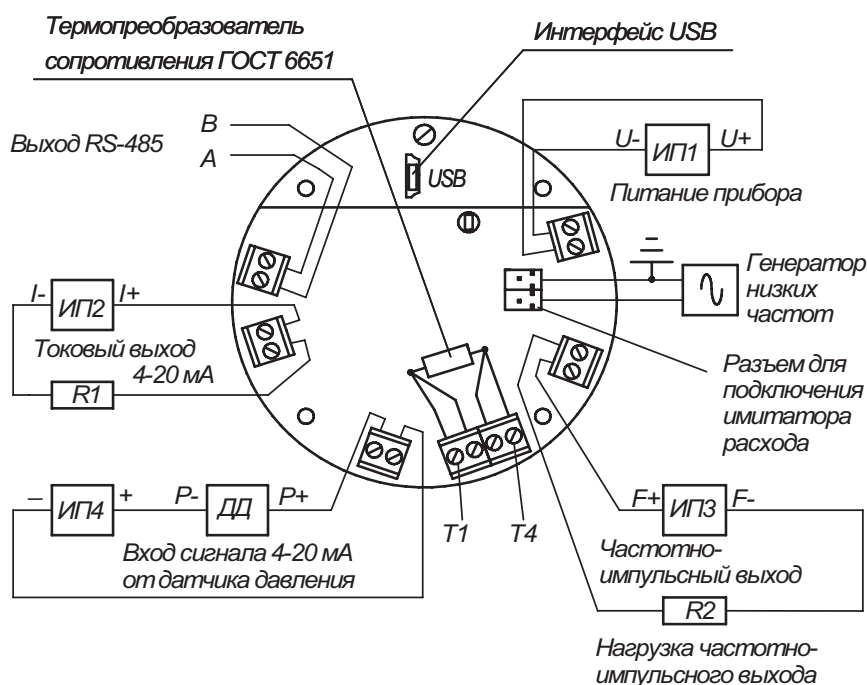 Термопреобразователь
сопротивления ГОСТ 6651
Интерфейс USB
Выход RS-485
B
A
USB
U-
ИП1
U+
Питание прибора
Генератор
низких
частот
I-
ИП2
I+
Токовый выход
4-20 мА
R1
Разъем для
подключения
имитатора
расхода
–
ИП4
+
P-
ДД
P+
Вход сигнала 4-20 мА
от датчика давления
T1
T4
F+
ИП3
F-
Частотно-
импульсный выход
R2
Нагрузка частотно-
импульсного выхода